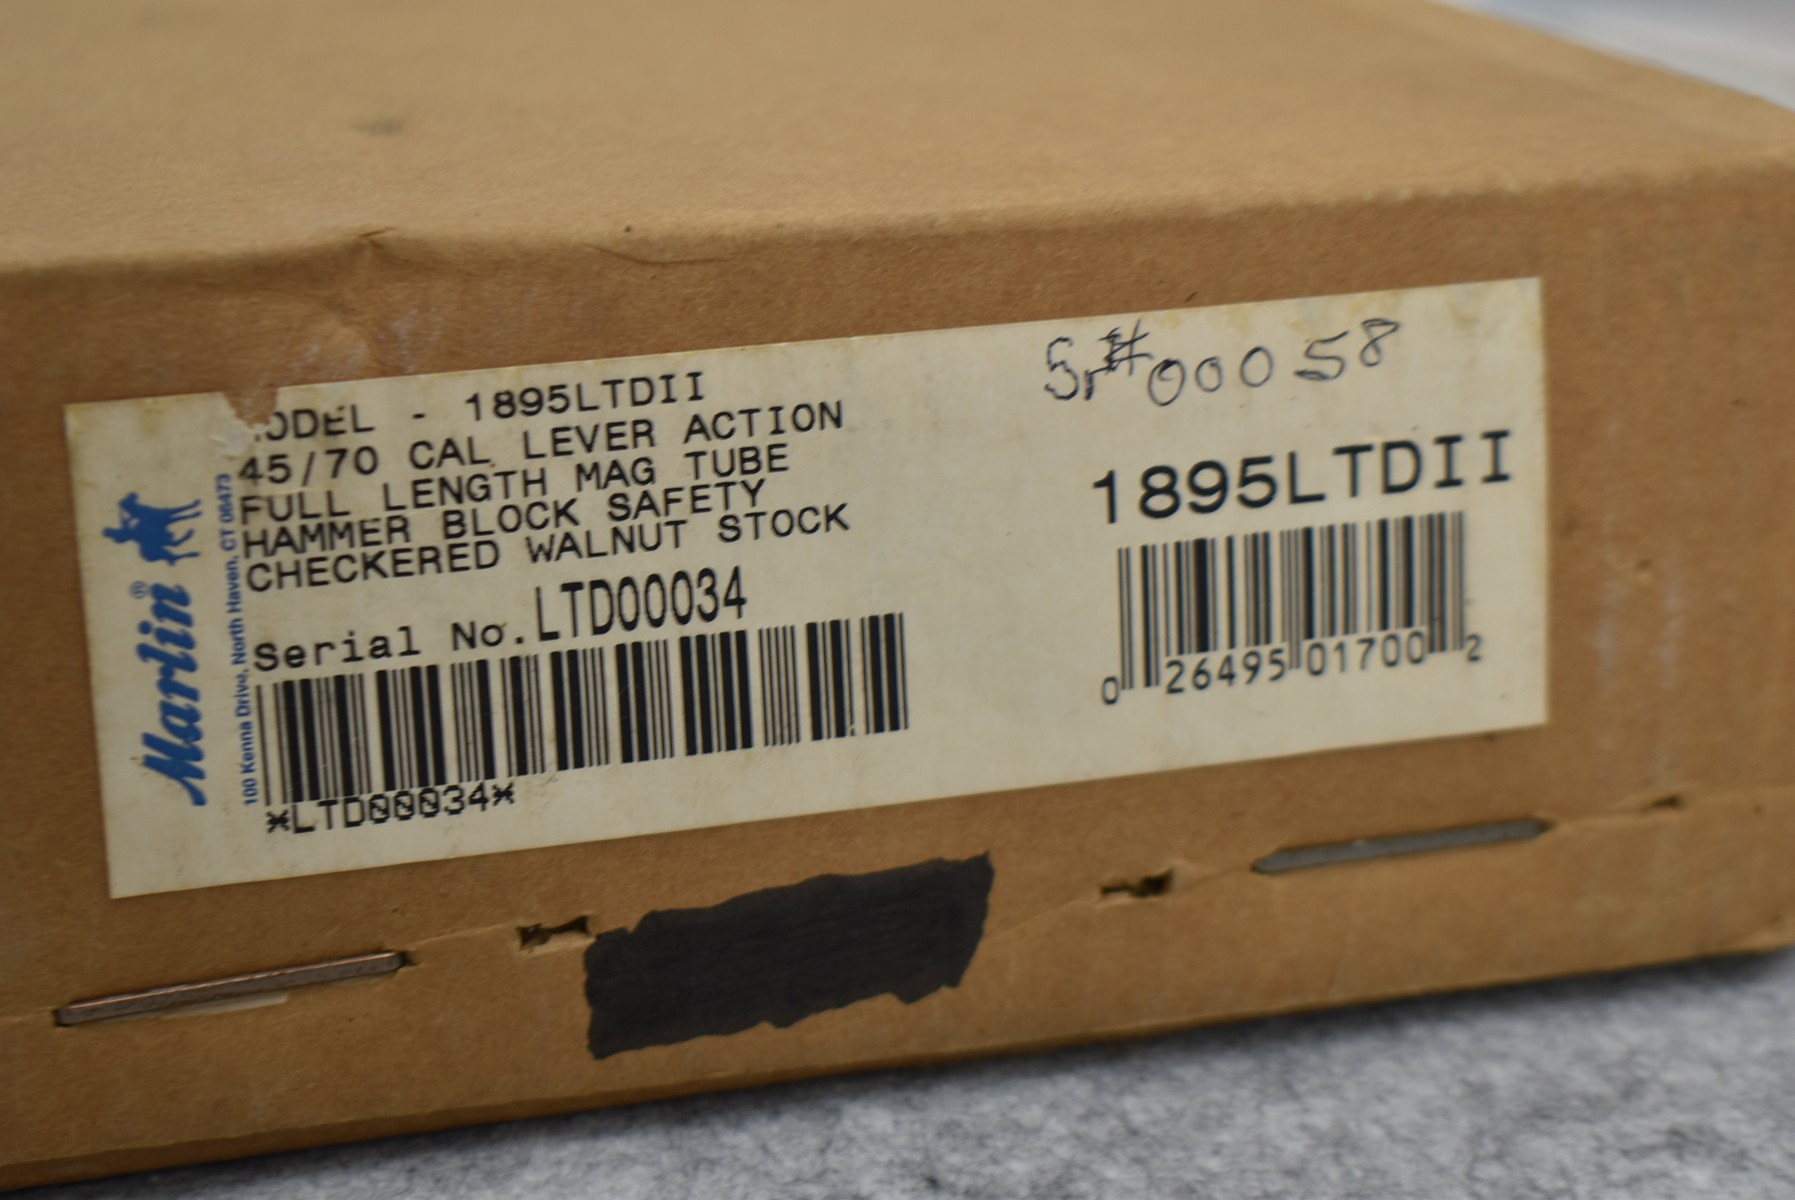 Marlin®
100 Kenna Drive, North Haven, CT 06473
MODEL - 1895LTDII
45/70 CAL LEVER ACTION
FULL LENGTH MAG TUBE
HAMMER BLOCK SAFETY
CHECKERED WALNUT STOCK
Serial No. LTD00034
*LTD00034*
Sr# 00058
1895LTDII
0 26495 01700 2